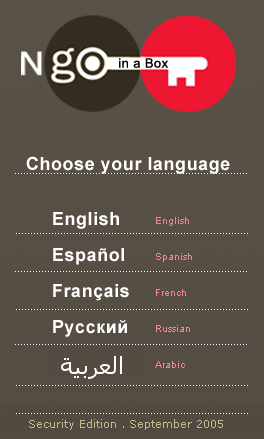 Ngo in a Box
Choose your language
English English
Español Spanish
Français French
Русский Russian
العربية Arabic
Security Edition . September 2005